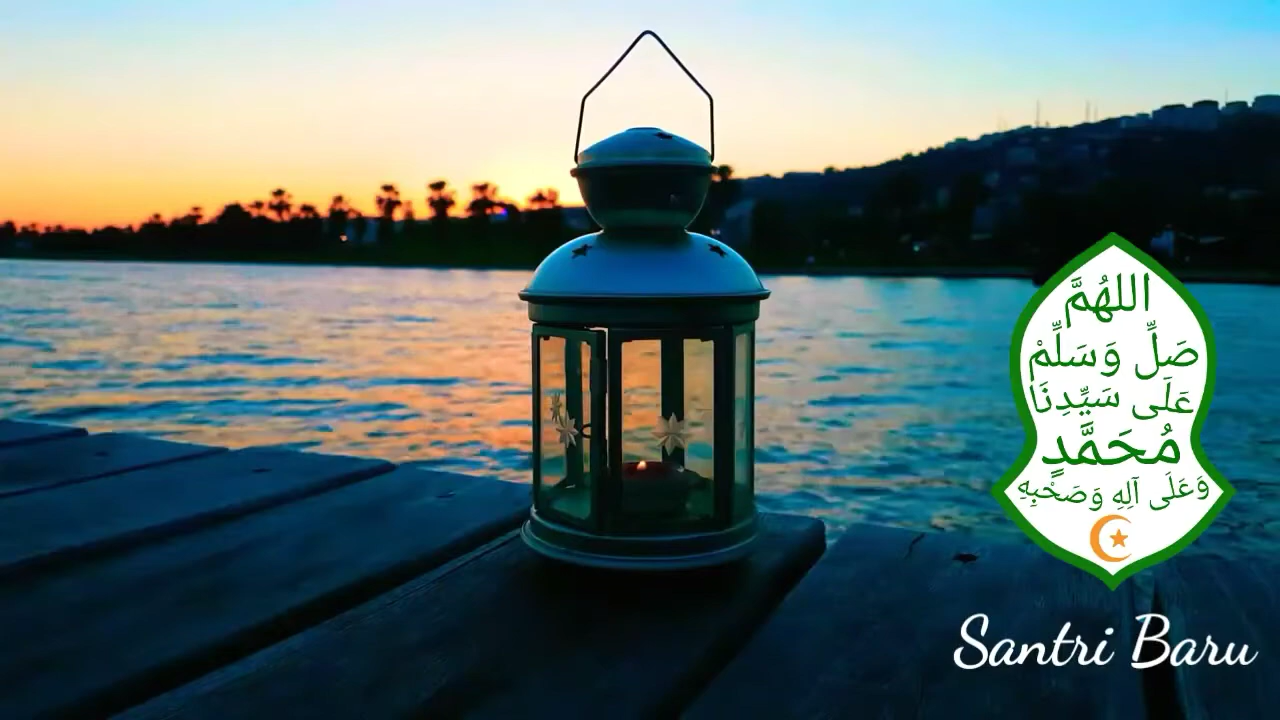 اللهُمَّ
صَلِّ وَسَلِّمْ
عَلَى سَيِّدِنَا
مُحَمَّدٍ
وَعَلَى آلِهِ وَصَحْبِهِ
Santri Baru